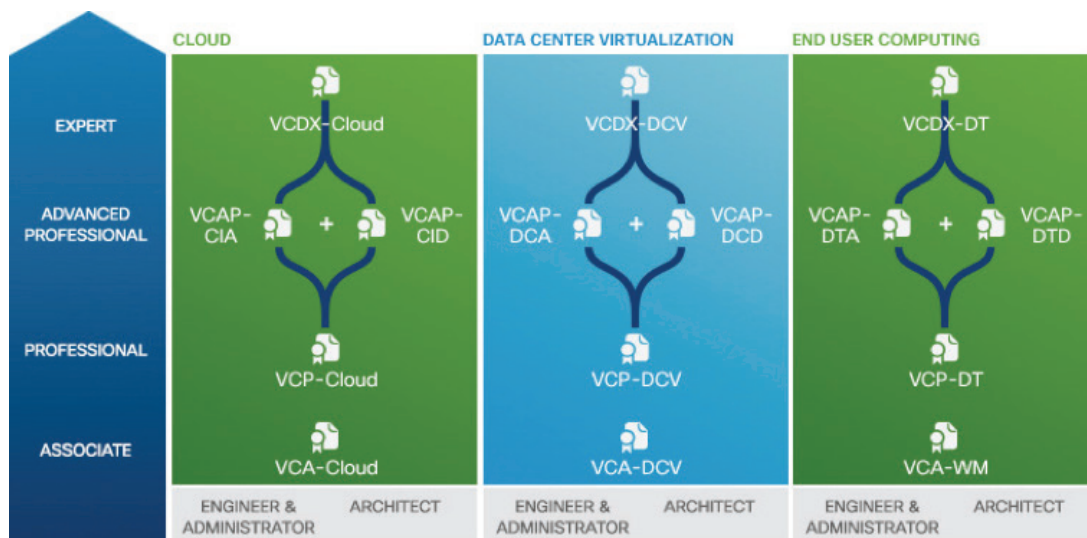 CLOUD
DATA CENTER VIRTUALIZATION
END USER COMPUTING
EXPERT
VCDX-Cloud
VCDX-DCV
VCDX-DT
ADVANCED
PROFESSIONAL
VCAP-
CIA
+
VCAP-
CID
VCAP-
DCA
+
VCAP-
DCD
VCAP-
DTA
+
VCAP-
DTD
PROFESSIONAL
VCP-Cloud
VCP-DCV
VCP-DT
ASSOCIATE
VCA-Cloud
VCA-DCV
VCA-WM
ENGINEER &
ADMINISTRATOR
ARCHITECT
ENGINEER &
ADMINISTRATOR
ARCHITECT
ENGINEER &
ADMINISTRATOR
ARCHITECT